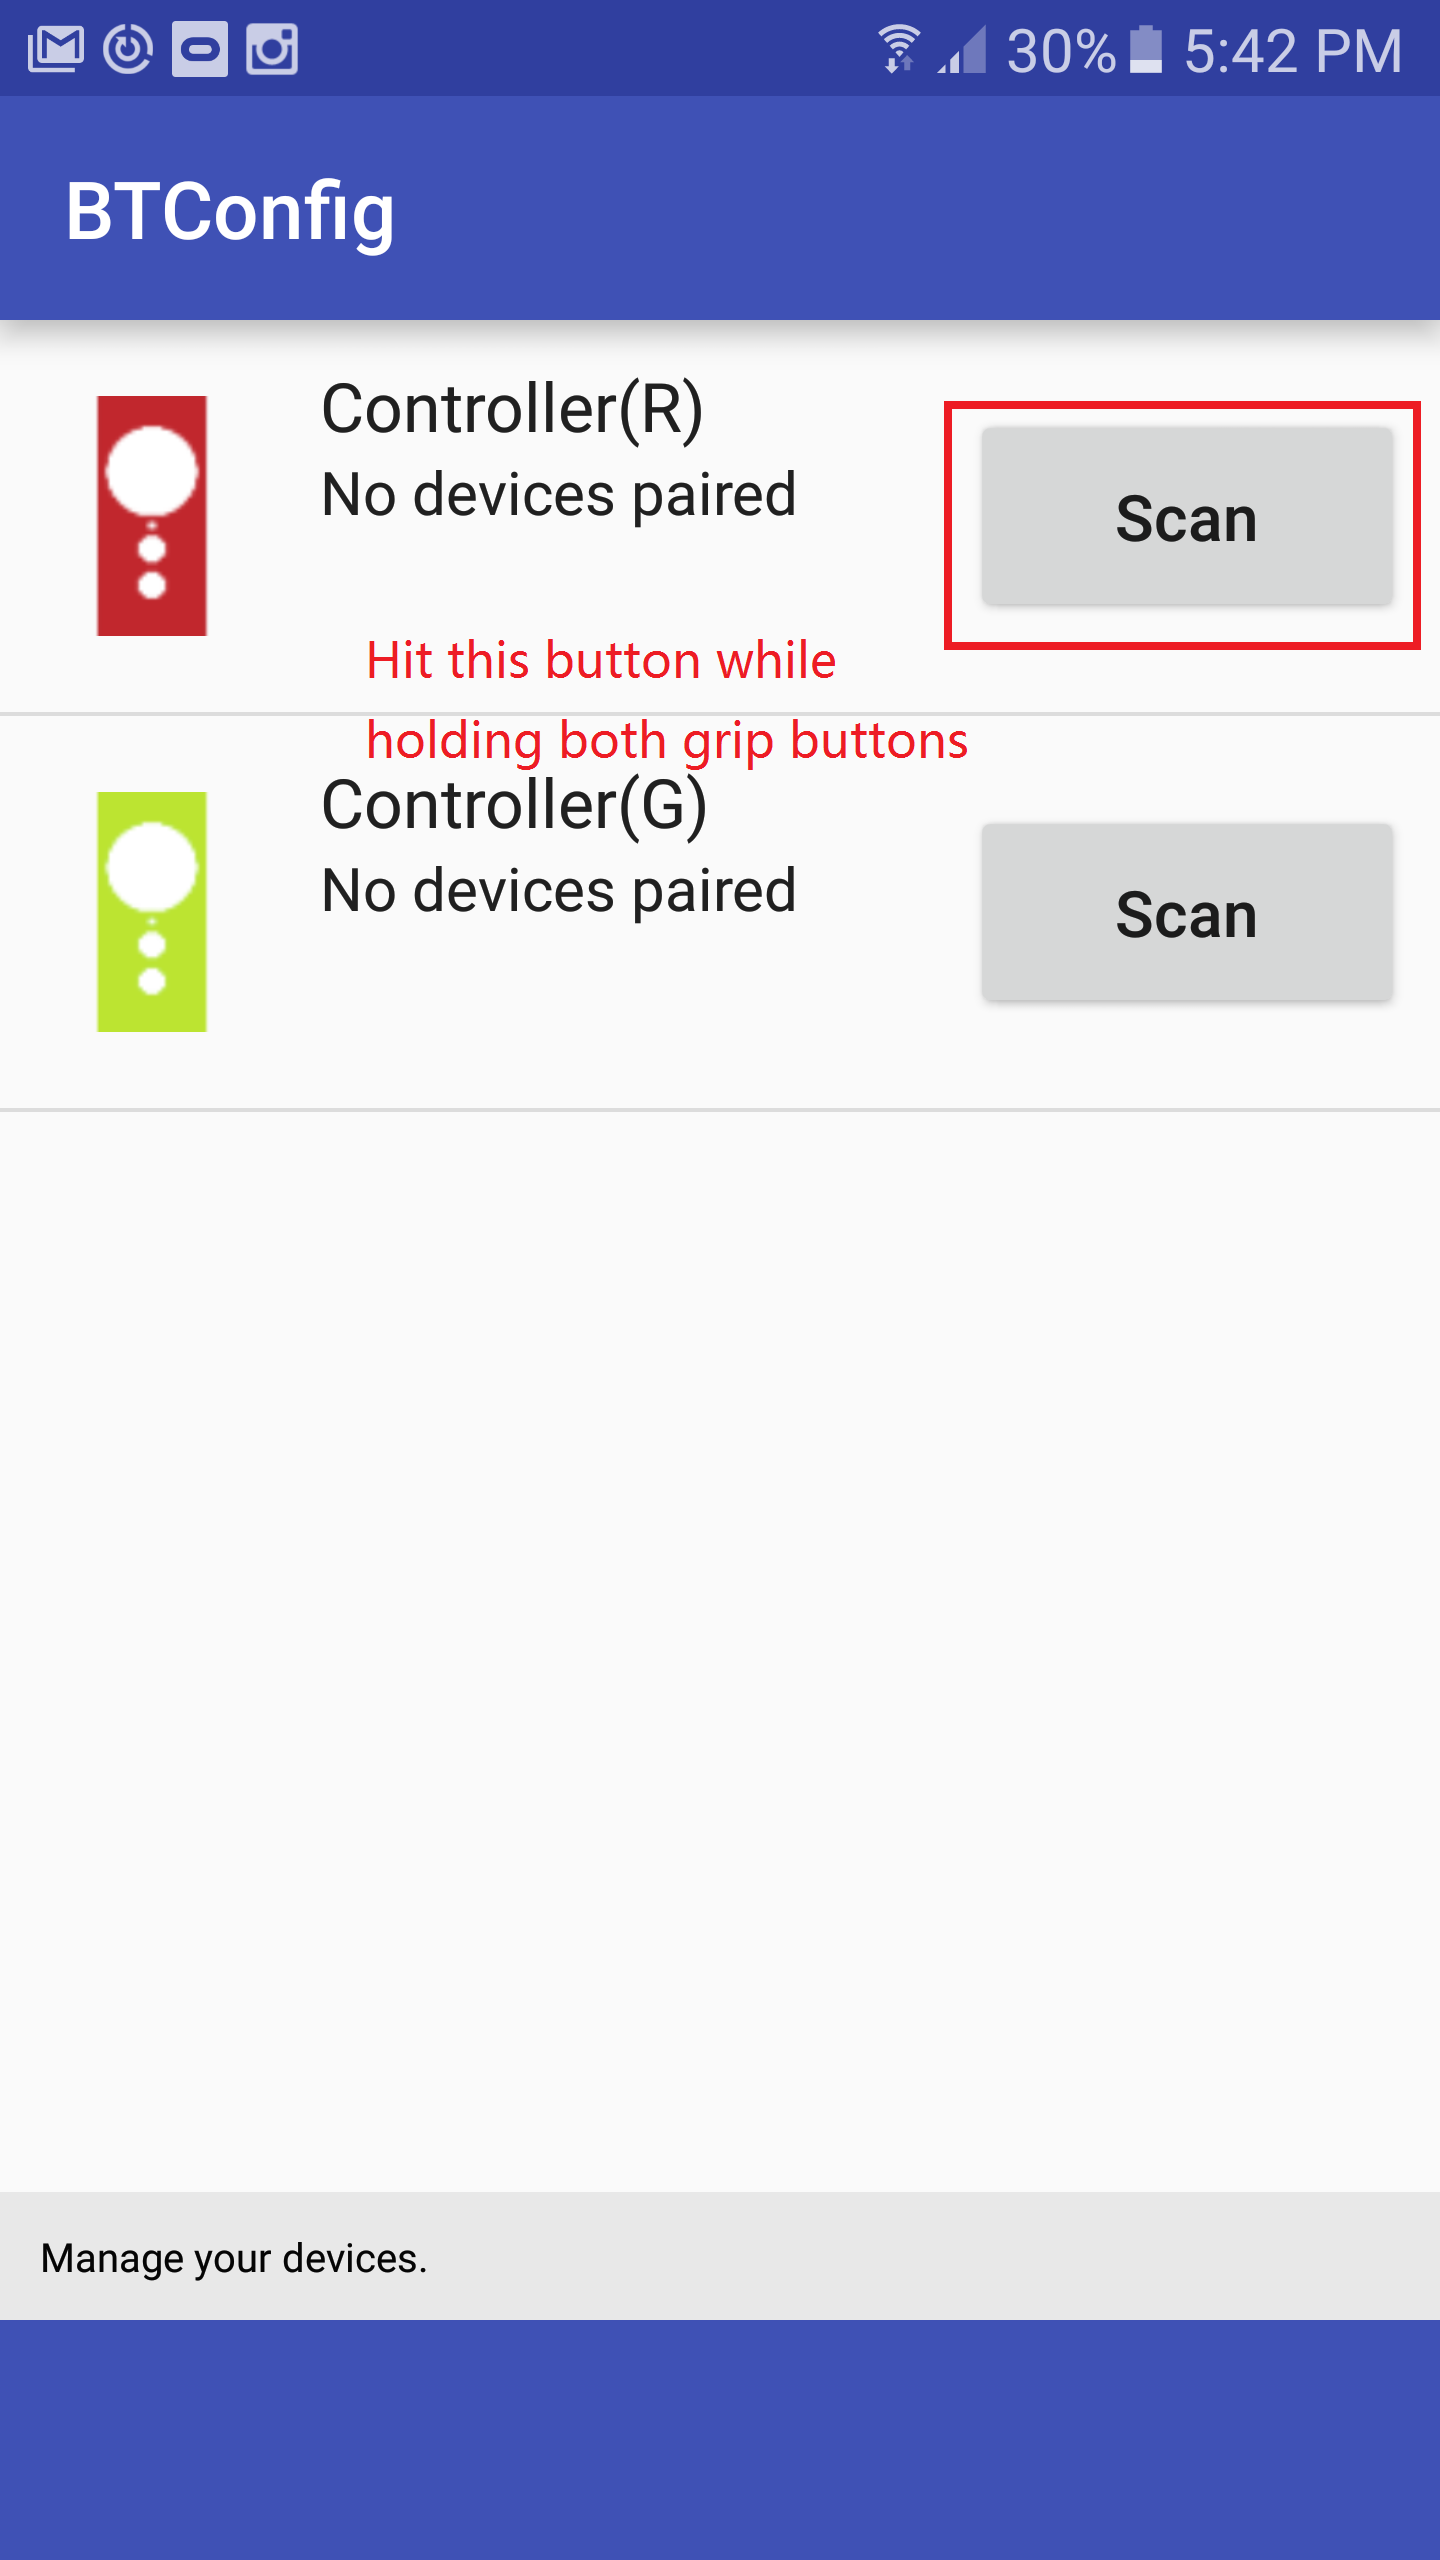 30% 5:42 PM
BTConfig
Controller(R)
No devices paired
Scan
Hit this button while
holding both grip buttons
Controller(G)
No devices paired
Scan
Manage your devices.